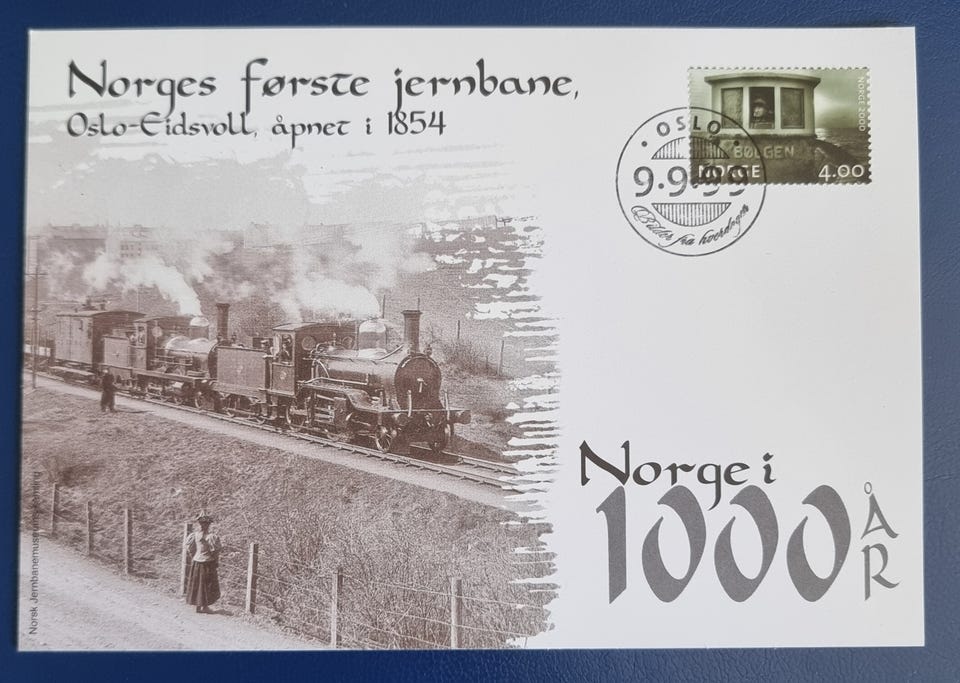 Norges første jernbane,
Oslo-Eidsvoll, åpnet i 1854
NORGE 2000
BØLGEN
NORGE 4.00
OSLO
9.9.99
Bilder fra hverdagen
Norge i
1000 ÅR
Norsk Jernbanemuseum